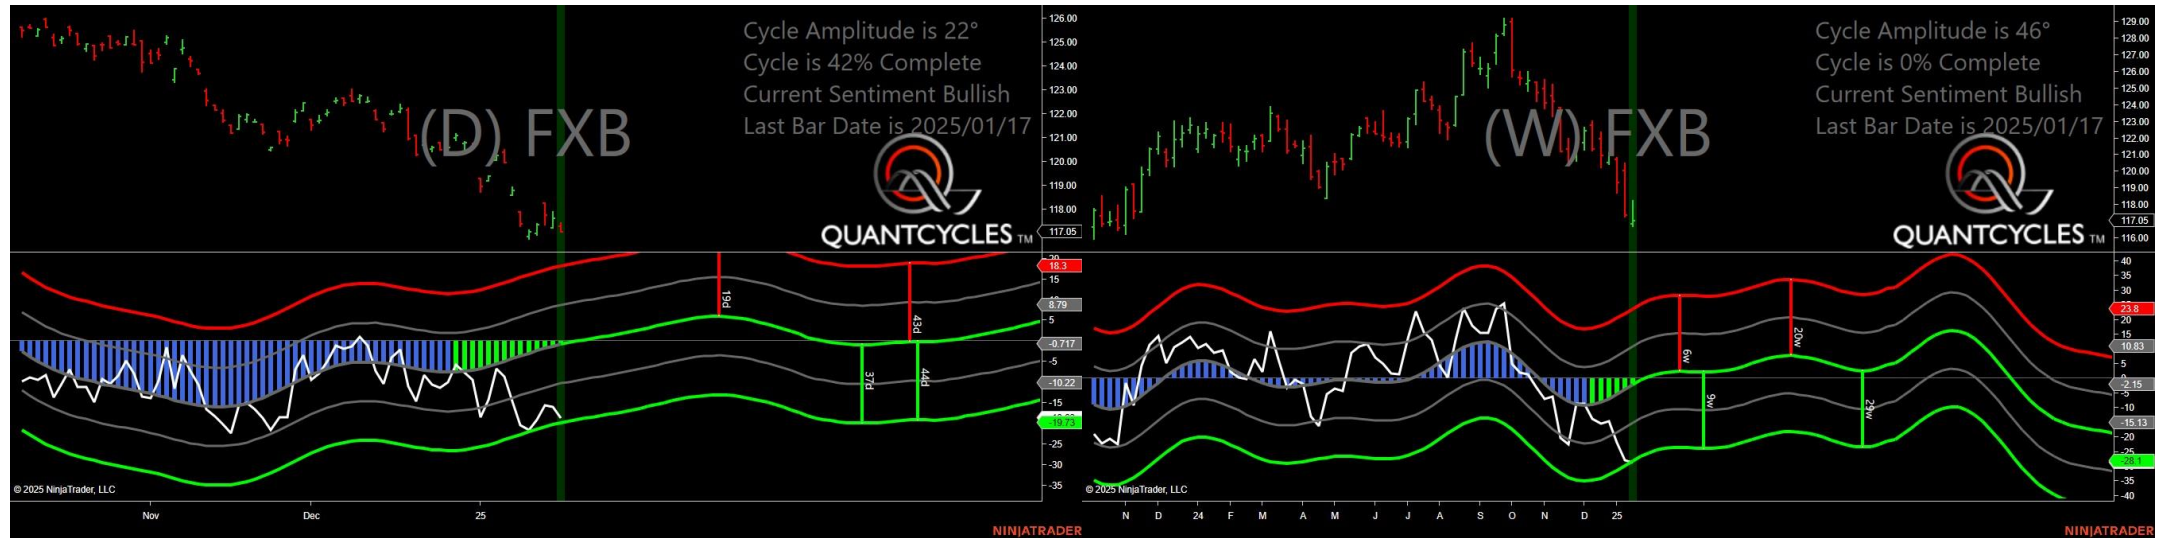 Cycle Amplitude is 22°
Cycle is 42% Complete
Current Sentiment Bullish
Last Bar Date is 2025/01/17
(D) FXB
QUANTCYCLES TM
126.00
125.00
124.00
123.00
122.00
121.00
120.00
119.00
118.00
117.05
18.3
15
8.79
5
-0.717
-5
-10.22
-15
-19.73
-25
-30
-35
19d
43d
37d
44d
© 2025 NinjaTrader, LLC
Nov
Dec
25
NINJATRADER
Cycle Amplitude is 46°
Cycle is 0% Complete
Current Sentiment Bullish
Last Bar Date is 2025/01/17
(W) FXB
QUANTCYCLES TM
129.00
128.00
127.00
126.00
125.00
124.00
123.00
122.00
121.00
120.00
119.00
118.00
117.05
116.00
40
35
30
23.8
20
15
10.83
5
-2.15
-5
-10
-15.13
-20
-25
-28.1
-35
-40
6w
20w
9w
29w
© 2025 NinjaTrader, LLC
N D 24 F M A M J J A S O N D 25
NINJATRADER